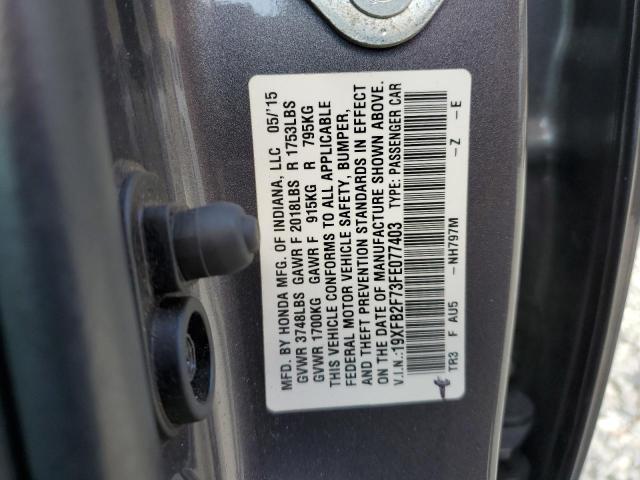 MFD. BY HONDA MFG. OF INDIANA, LLC 05/'15
GVWR 3748LBS GAWR F 2018LBS R 1753LBS
GVWR 1700KG GAWR F 915KG R 795KG
THIS VEHICLE CONFORMS TO ALL APPLICABLE
FEDERAL MOTOR VEHICLE SAFETY, BUMPER,
AND THEFT PREVENTION STANDARDS IN EFFECT
ON THE DATE OF MANUFACTURE SHOWN ABOVE.
V.I.N.:19XFB2F73FE077403 TYPE: PASSENGER CAR
TR3 F AU5 -NH797M -Z -E